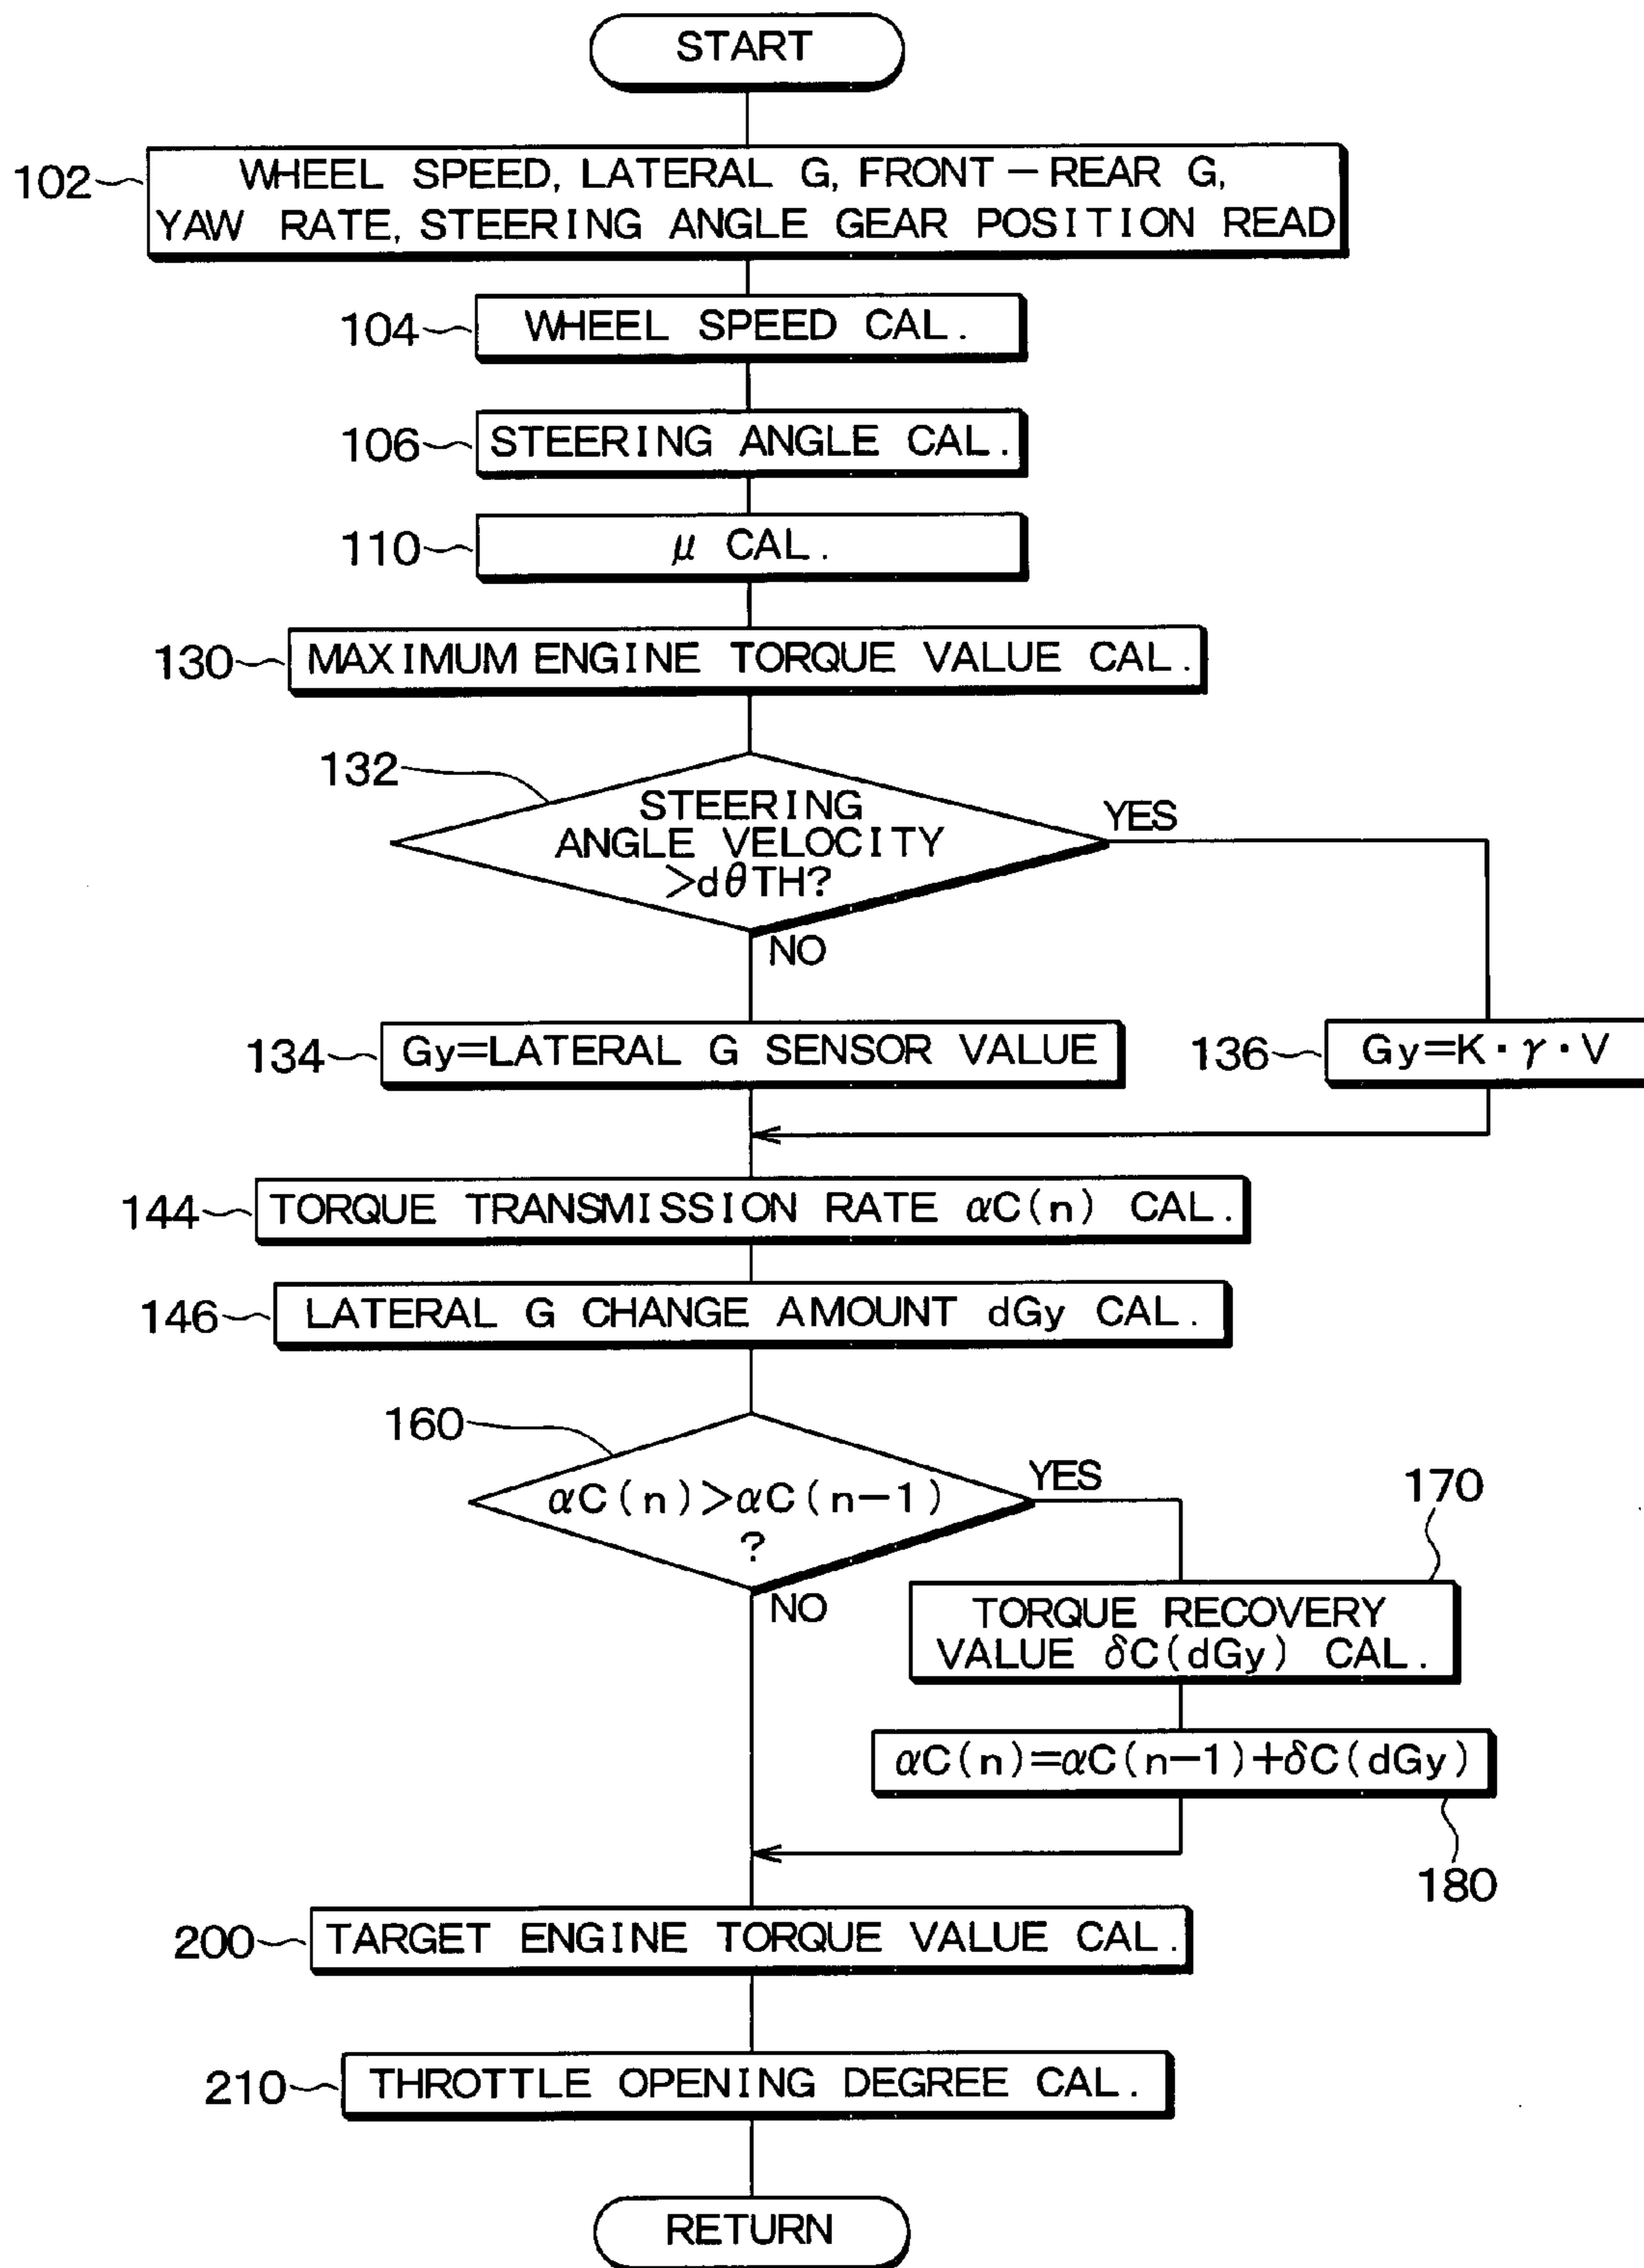 START
102
WHEEL SPEED, LATERAL G, FRONT-REAR G,
YAW RATE, STEERING ANGLE GEAR POSITION READ
104
WHEEL SPEED CAL.
106
STEERING ANGLE CAL.
110
μ CAL.
130
MAXIMUM ENGINE TORQUE VALUE CAL.
132
STEERING
ANGLE VELOCITY
>dθTH?
YES
NO
134
Gy=LATERAL G SENSOR VALUE
136
Gy=K・γ・V
144
TORQUE TRANSMISSION RATE αC(n) CAL.
146
LATERAL G CHANGE AMOUNT dGy CAL.
160
αC(n)>αC(n-1)
?
YES
NO
170
TORQUE RECOVERY
VALUE δC(dGy) CAL.
αC(n)=αC(n-1)+δC(dGy)
180
200
TARGET ENGINE TORQUE VALUE CAL.
210
THROTTLE OPENING DEGREE CAL.
RETURN